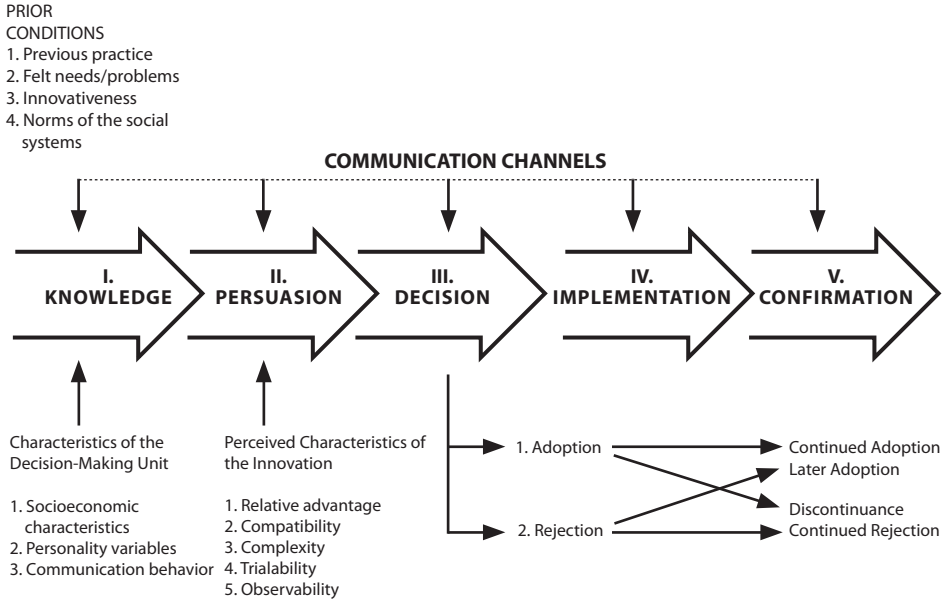 PRIOR
CONDITIONS
1. Previous practice
2. Felt needs/problems
3. Innovativeness
4. Norms of the social
systems
COMMUNICATION CHANNELS
I.
KNOWLEDGE
II.
PERSUASION
III.
DECISION
IV.
IMPLEMENTATION
V.
CONFIRMATION
Characteristics of the
Decision-Making Unit
1. Socioeconomic
characteristics
2. Personality variables
3. Communication behavior
Perceived Characteristics of
the Innovation
1. Relative advantage
2. Compatibility
3. Complexity
4. Trialability
5. Observability
1. Adoption
2. Rejection
Continued Adoption
Later Adoption
Discontinuance
Continued Rejection